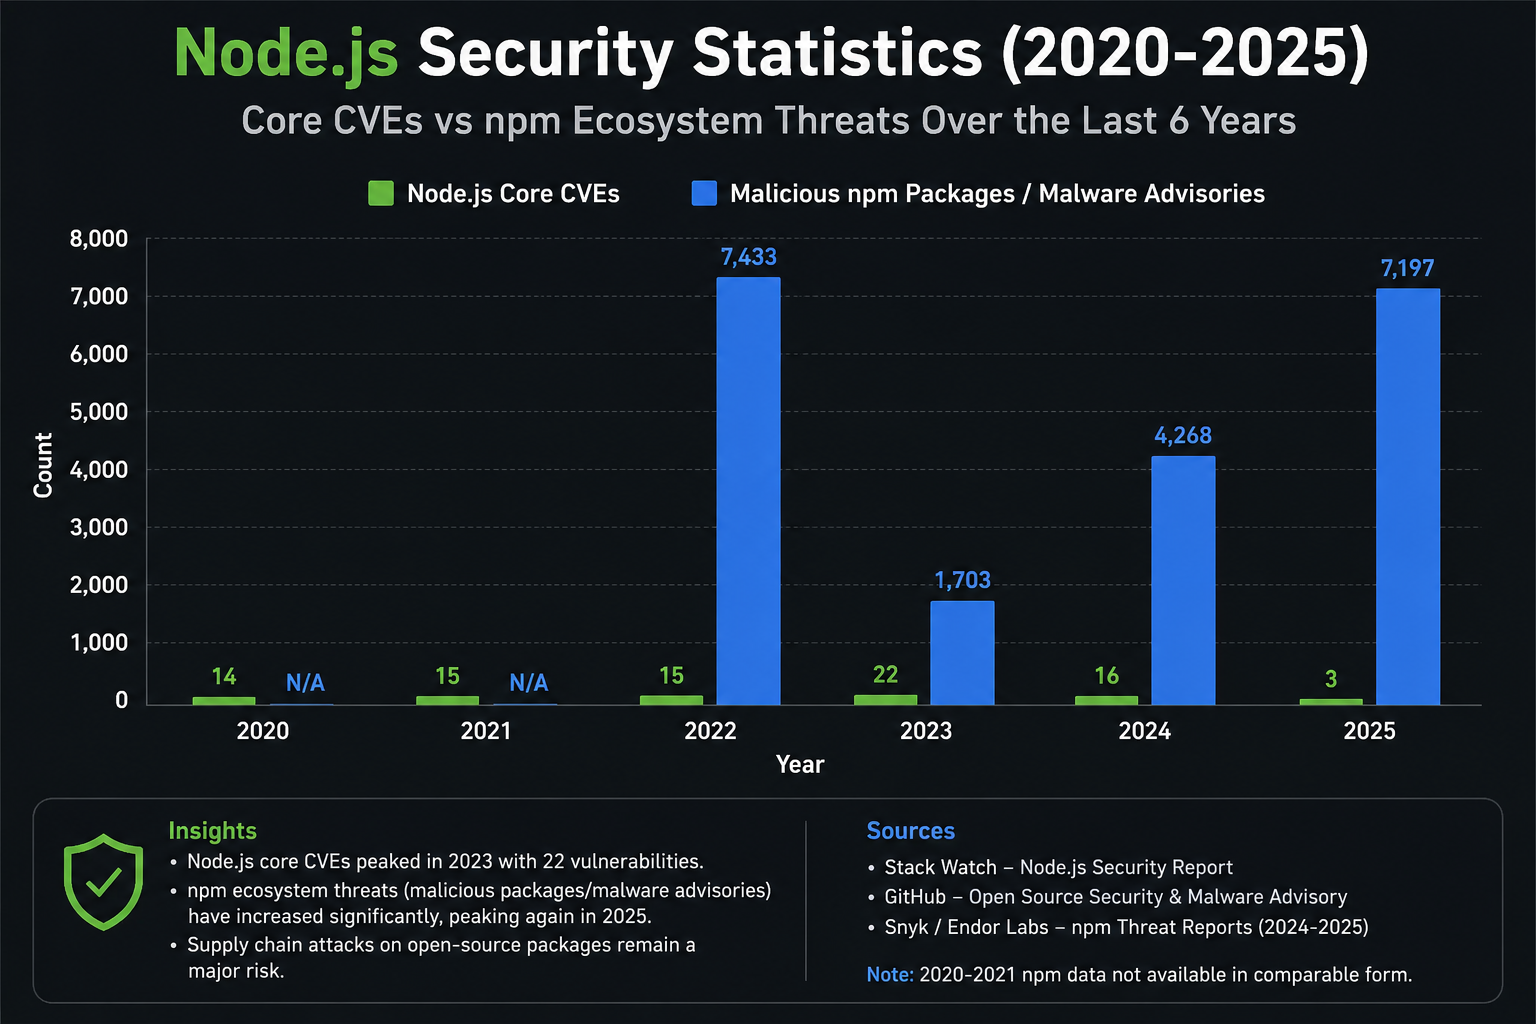 Node.js Security Statistics (2020-2025)
Core CVEs vs npm Ecosystem Threats Over the Last 6 Years
Node.js Core CVEs
Malicious npm Packages / Malware Advisories
8,000
7,000
6,000
5,000
4,000
3,000
2,000
1,000
0
Count
14
N/A
15
N/A
15
7,433
22
1,703
16
4,268
3
7,197
2020
2021
2022
2023
2024
2025
Year
Insights
• Node.js core CVEs peaked in 2023 with 22 vulnerabilities.
• npm ecosystem threats (malicious packages/malware advisories)
have increased significantly, peaking again in 2025.
• Supply chain attacks on open-source packages remain a
major risk.
Sources
• Stack Watch – Node.js Security Report
• GitHub – Open Source Security & Malware Advisory
• Snyk / Endor Labs – npm Threat Reports (2024-2025)
Note: 2020-2021 npm data not available in comparable form.